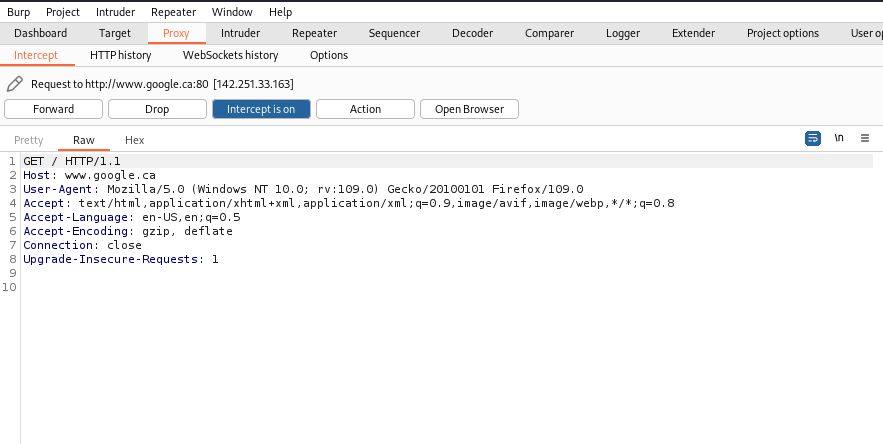 Burp Project Intruder Repeater Window Help
Dashboard Target Proxy Intruder Repeater Sequencer Decoder Comparer Logger Extender Project options User op
Intercept HTTP history WebSockets history Options
Request to http://www.google.ca:80 [142.251.33.163]
Forward Drop Intercept is on Action Open Browser
Pretty Raw Hex \n
1 GET / HTTP/1.1
2 Host: www.google.ca
3 User-Agent: Mozilla/5.0 (Windows NT 10.0; rv:109.0) Gecko/20100101 Firefox/109.0
4 Accept: text/html,application/xhtml+xml,application/xml;q=0.9,image/avif,image/webp,*/*;q=0.8
5 Accept-Language: en-US,en;q=0.5
6 Accept-Encoding: gzip, deflate
7 Connection: close
8 Upgrade-Insecure-Requests: 1
9
10